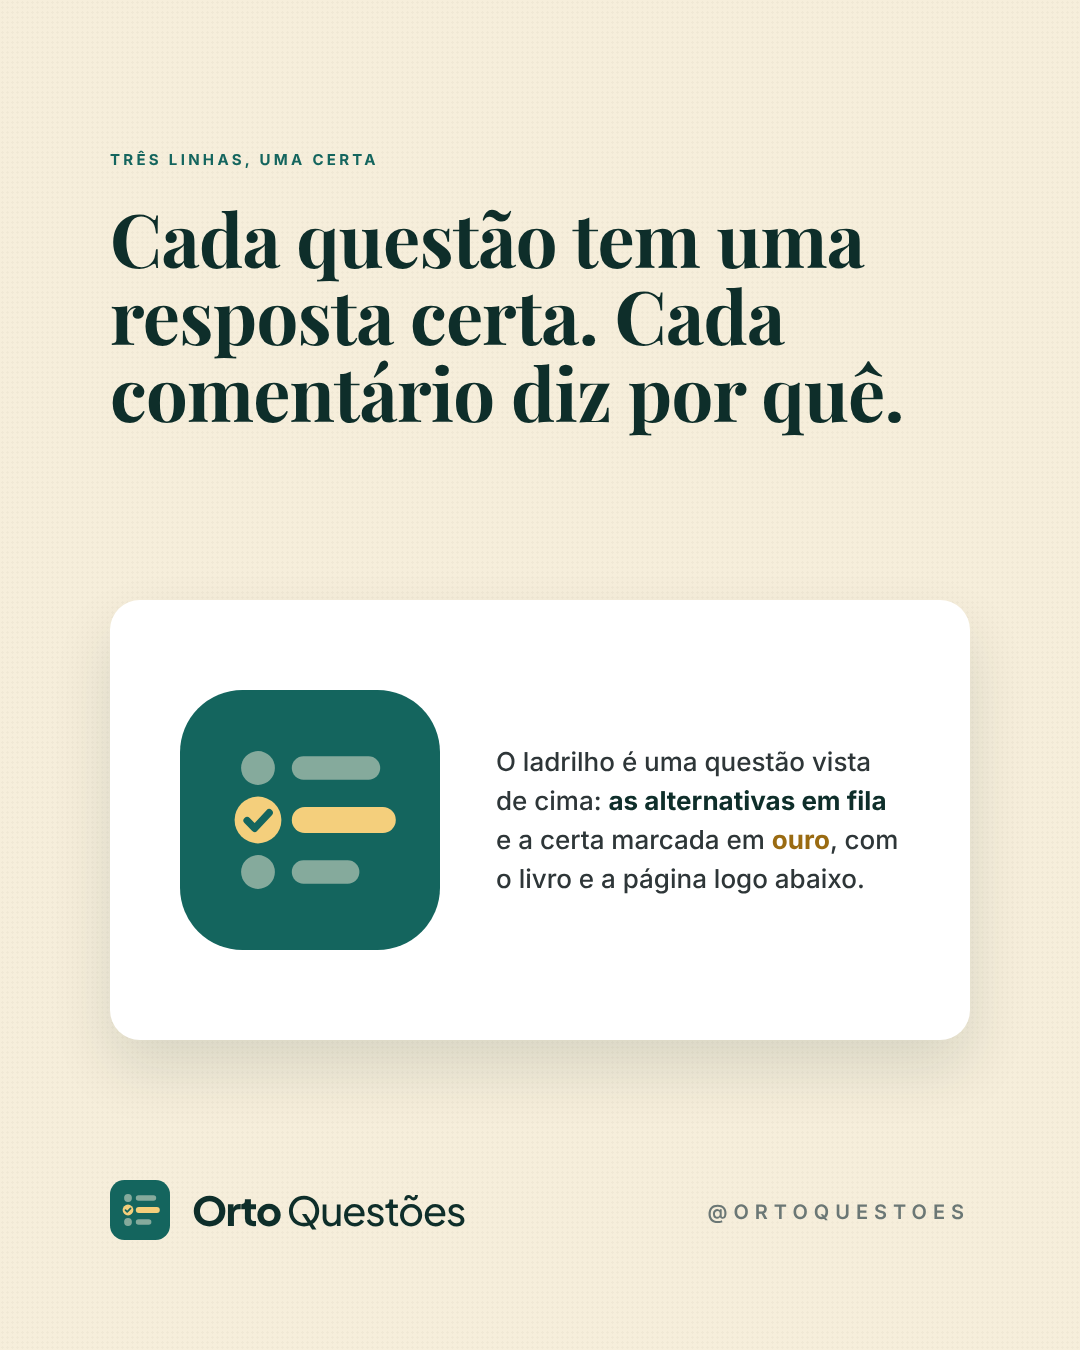 TRÊS LINHAS, UMA CERTA
Cada questão tem uma
resposta certa. Cada
comentário diz por quê.
O ladrilho é uma questão vista
de cima: as alternativas em fila
e a certa marcada em ouro, com
o livro e a página logo abaixo.
Orto Questões
@ORTOQUESTOES